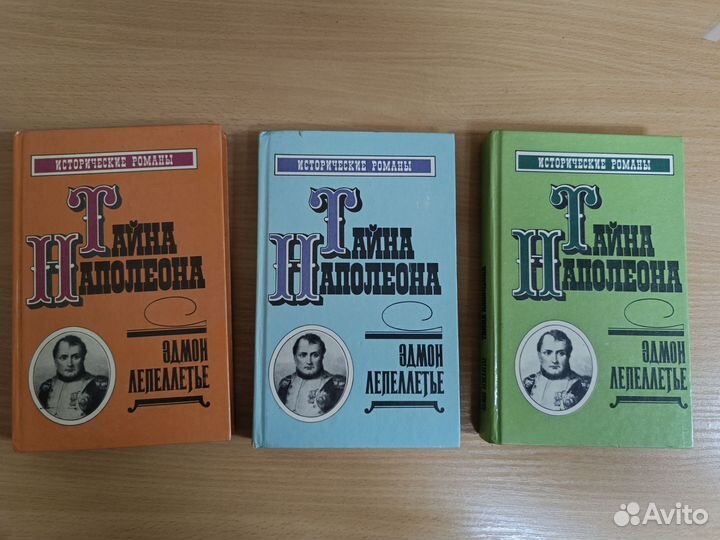 ИСТОРИЧЕСКИЕ РОМАНЫ
ТАЙНА
НАПОЛЕОНА
ЭДМОН
ЛЕПЕЛЛЕТЬЕ
ИСТОРИЧЕСКИЕ РОМАНЫ
ТАЙНА
НАПОЛЕОНА
ЭДМОН
ЛЕПЕЛЛЕТЬЕ
ИСТОРИЧЕСКИЕ РОМАНЫ
ТАЙНА
НАПОЛЕОНА
ЭДМОН
ЛЕПЕЛЛЕТЬЕ
Avito